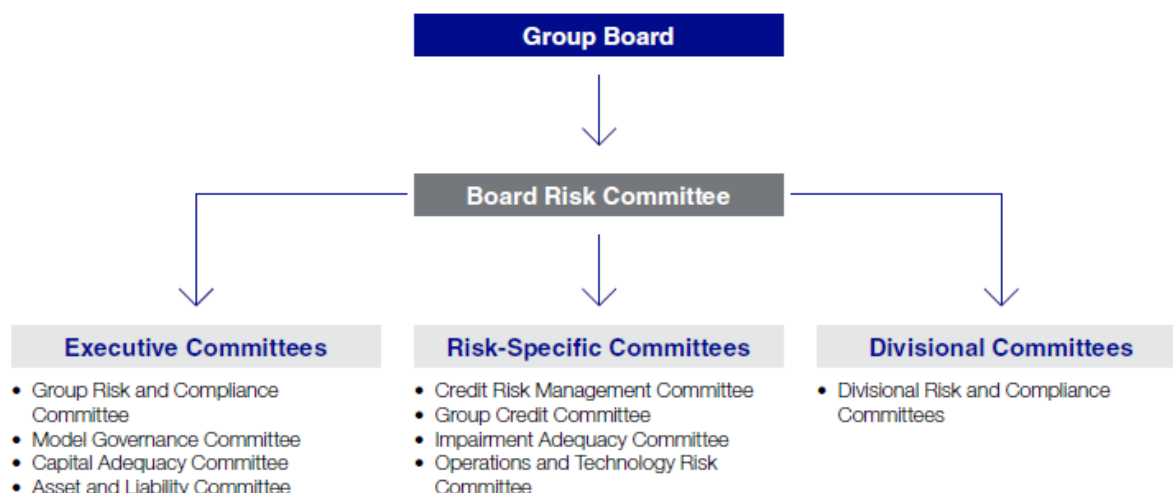 Group Board
Board Risk Committee
Executive Committees
• Group Risk and Compliance
Committee
• Model Governance Committee
• Capital Adequacy Committee
• Asset and Liability Committee
Risk-Specific Committees
• Credit Risk Management Committee
• Group Credit Committee
• Impairment Adequacy Committee
• Operations and Technology Risk
Committee
Divisional Committees
• Divisional Risk and Compliance
Committees